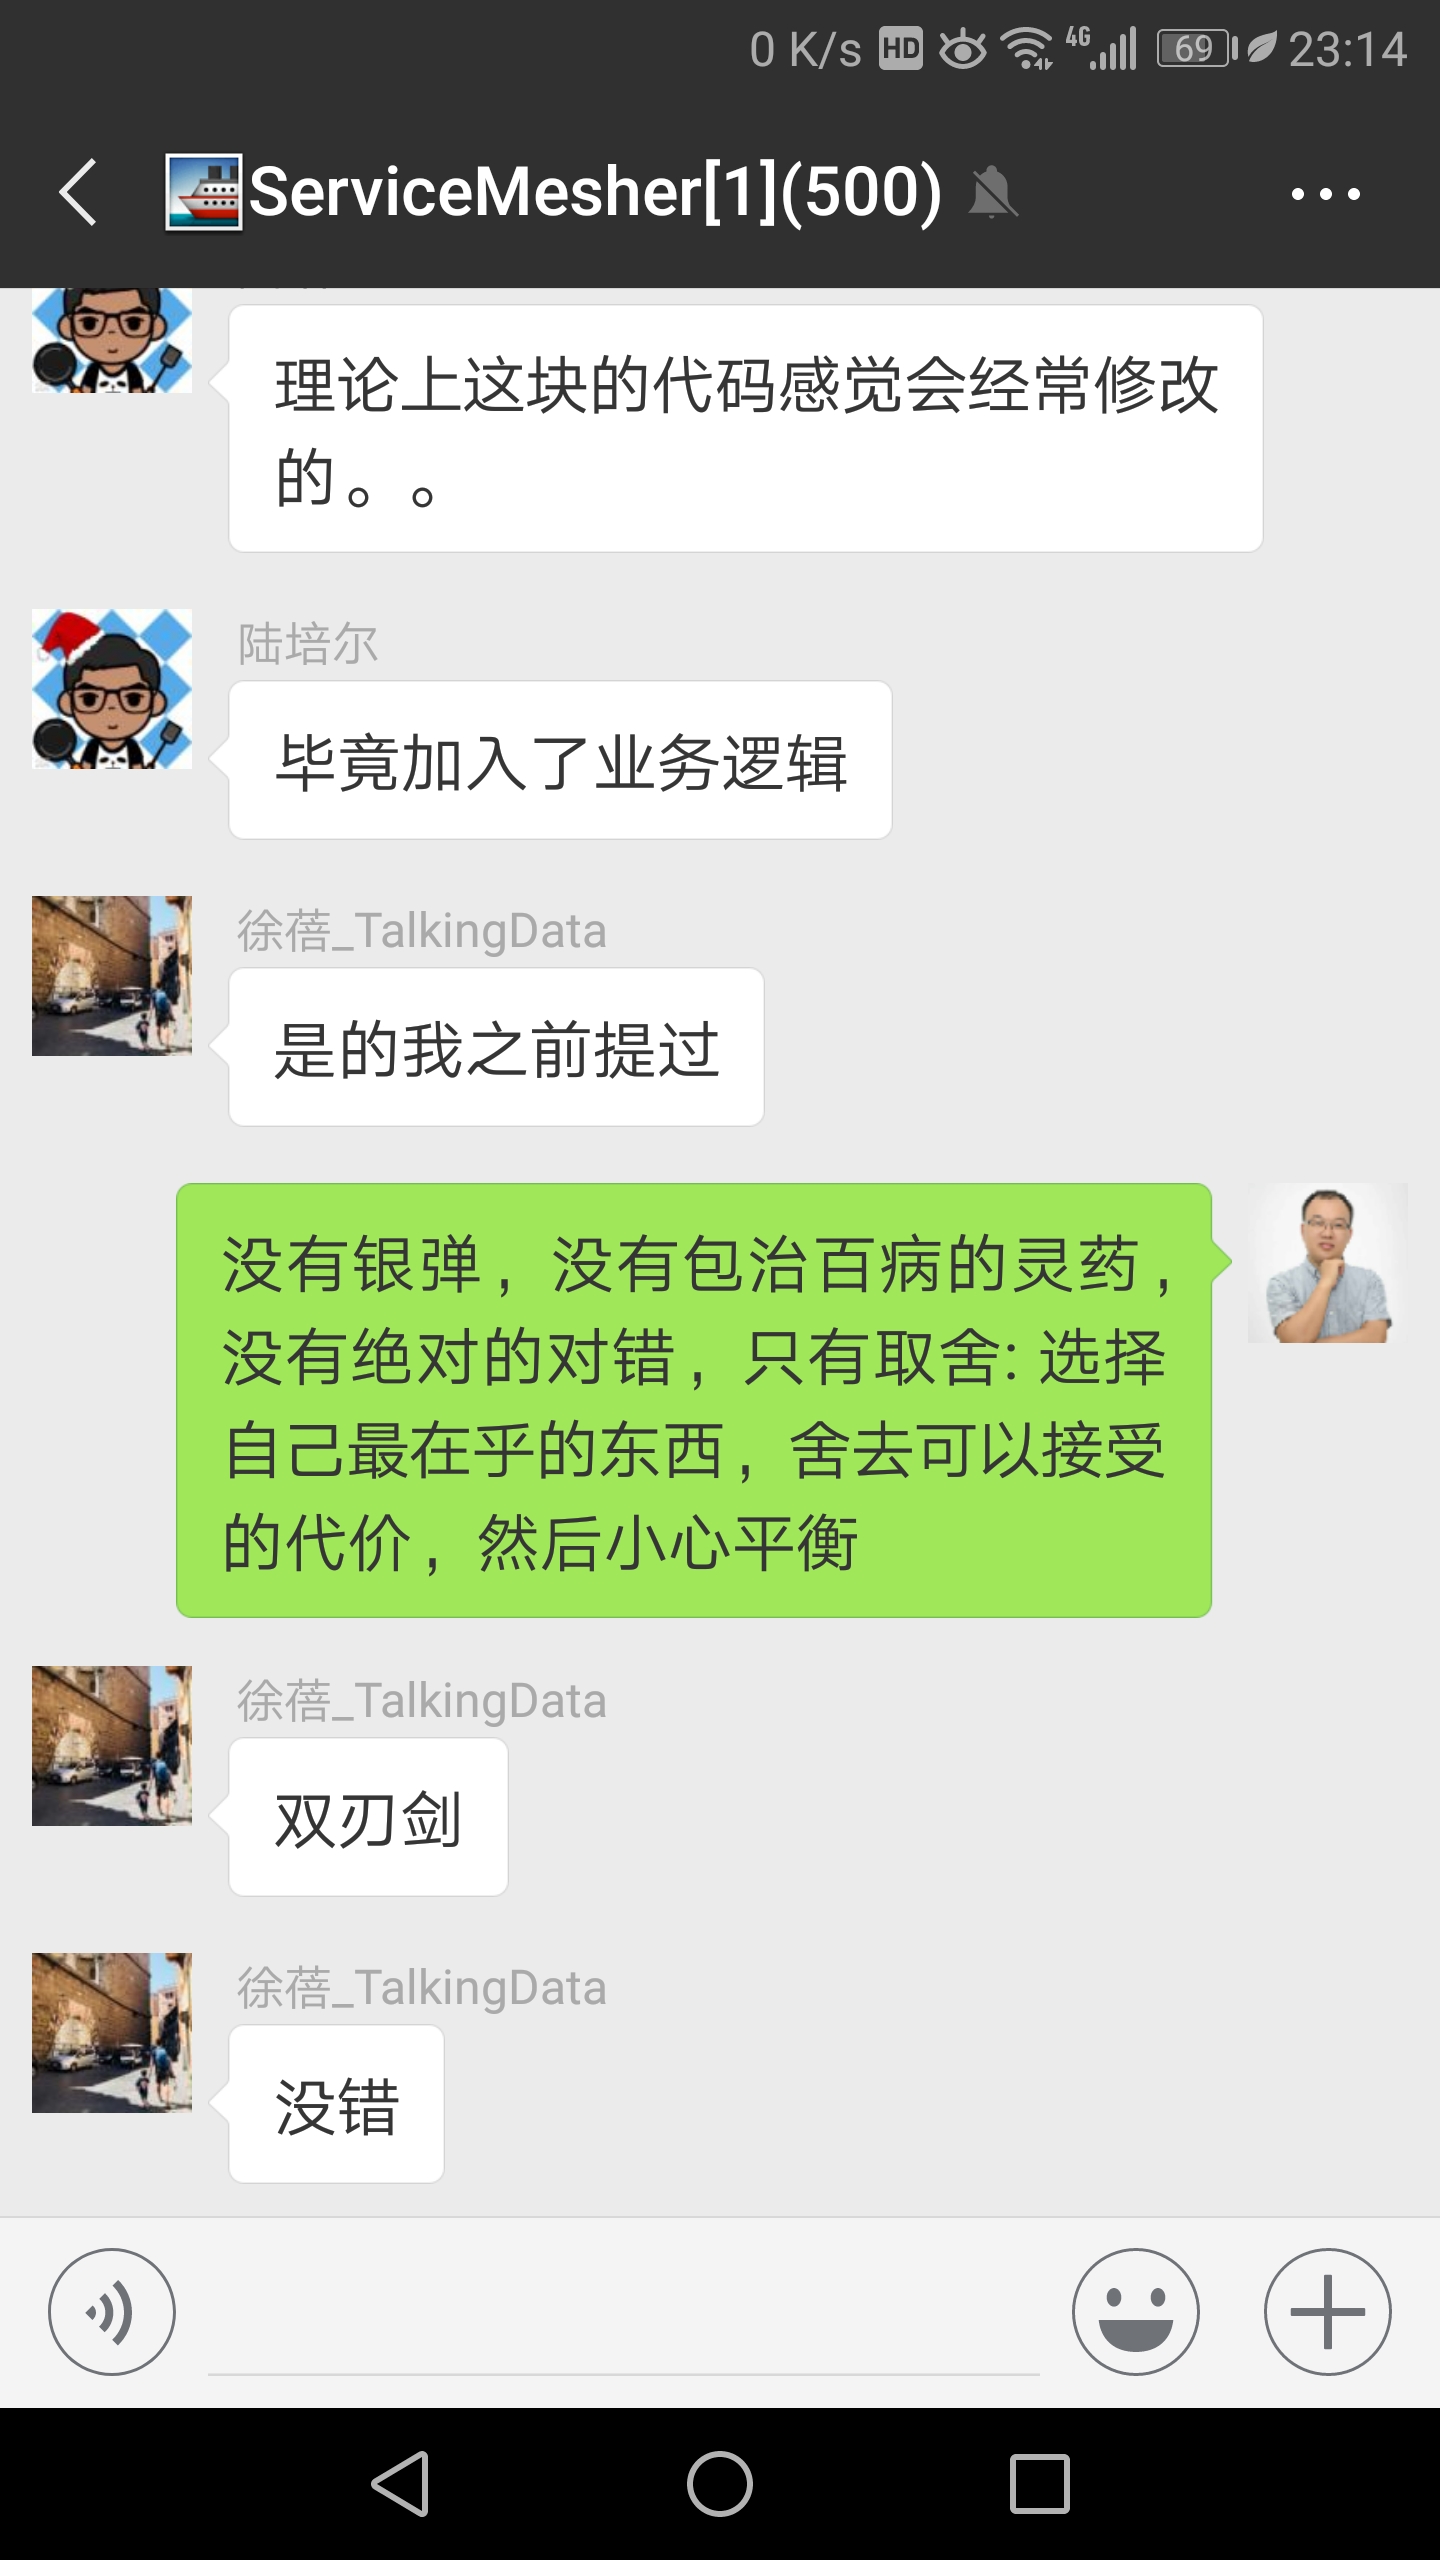 0 K/s HD 4G 69 23:14
ServiceMesher[1](500)
理论上这块的代码感觉会经常修改
的。。
陆培尔
毕竟加入了业务逻辑
徐蓓_TalkingData
是的我之前提过
没有银弹，没有包治百病的灵药，
没有绝对的对错，只有取舍: 选择
自己最在乎的东西，舍去可以接受
的代价，然后小心平衡
徐蓓_TalkingData
双刃剑
徐蓓_TalkingData
没错